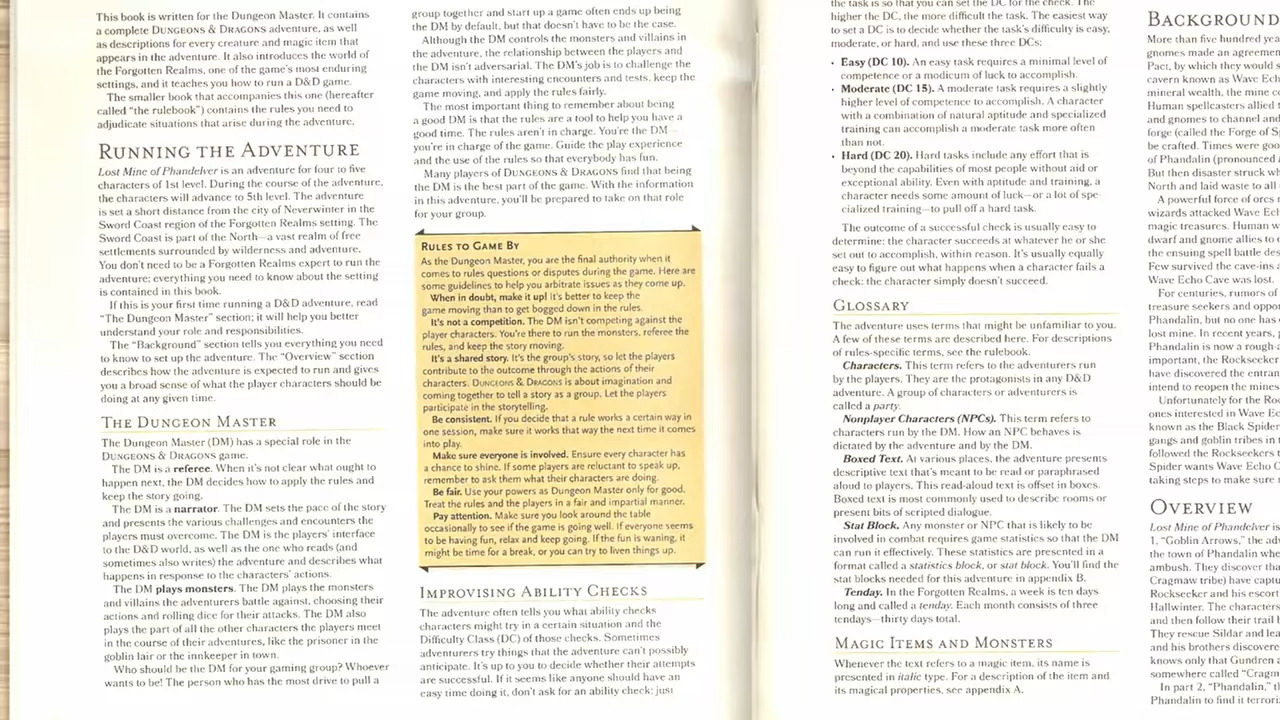 This book is written for the Dungeon Master. It contains
a complete DUNGEONS & DRAGONS adventure, as well
as descriptions for every creature and magic item that
appears in the adventure. It also introduces the world of
the Forgotten Realms, one of the game's most enduring
settings, and it teaches you how to run a D&D game.
The smaller book that accompanies this one (hereafter
called "the rulebook") contains the rules you need to
adjudicate situations that arise during the adventure.
RUNNING THE ADVENTURE
Lost Mine of Phandelver is an adventure for four to five
characters of 1st level. During the course of the adventure,
the characters will advance to 5th level. The adventure
is set a short distance from the city of Neverwinter in the
Sword Coast region of the Forgotten Realms setting. The
Sword Coast is part of the North—a vast realm of free
settlements surrounded by wilderness and adventure.
You don't need to be a Forgotten Realms expert to run the
adventure; everything you need to know about the setting
is contained in this book.
If this is your first time running a D&D adventure, read
"The Dungeon Master" section; it will help you better
understand your role and responsibilities.
The "Background" section tells you everything you need
to know to set up the adventure. The "Overview" section
describes how the adventure is expected to run and gives
you a broad sense of what the player characters should be
doing at any given time.
THE DUNGEON MASTER
The Dungeon Master (DM) has a special role in the
DUNGEONS & DRAGONS game.
The DM is a referee. When it's not clear what ought to
happen next, the DM decides how to apply the rules and
keep the story going.
The DM is a narrator. The DM sets the pace of the story
and presents the various challenges and encounters the
players must overcome. The DM is the players' interface
to the D&D world, as well as the one who reads (and
sometimes also writes) the adventure and describes what
happens in response to the characters' actions.
The DM plays monsters. The DM plays the monsters
and villains the adventurers battle against, choosing their
actions and rolling dice for their attacks. The DM also
plays the part of all the other characters the players meet
in the course of their adventures, like the prisoner in the
goblin lair or the innkeeper in town.
Who should be the DM for your gaming group? Whoever
wants to be! The person who has the most drive to pull a
group together and start up a game often ends up being
the DM by default, but that doesn't have to be the case.
Although the DM controls the monsters and villains in
the adventure, the relationship between the players and
the DM isn't adversarial. The DM's job is to challenge the
characters with interesting encounters and tests, keep the
game moving, and apply the rules fairly.
The most important thing to remember about being
a good DM is that the rules are a tool to help you have a
good time. The rules aren't in charge. You're the DM—
you're in charge of the game. Guide the play experience
and the use of the rules so that everybody has fun.
Many players of DUNGEONS & DRAGONS find that being
the DM is the best part of the game. With the information
in this adventure, you'll be prepared to take on that role
for your group.
RULES TO GAME BY
As the Dungeon Master, you are the final authority when it
comes to rules questions or disputes during the game. Here are
some guidelines to help you arbitrate issues as they come up.
When in doubt, make it up! It's better to keep the
game moving than to get bogged down in the rules.
It's not a competition. The DM isn't competing against the
player characters. You're there to run the monsters, referee the
rules, and keep the story moving.
It's a shared story. It's the group's story, so let the players
contribute to the outcome through the actions of their
characters. DUNGEONS & DRAGONS is about imagination and
coming together to tell a story as a group. Let the players
participate in the storytelling.
Be consistent. If you decide that a rule works a certain way in
one session, make sure it works that way the next time it comes
into play.
Make sure everyone is involved. Ensure every character has
a chance to shine. If some players are reluctant to speak up,
remember to ask them what their characters are doing.
Be fair. Use your powers as Dungeon Master only for good.
Treat the rules and the players in a fair and impartial manner.
Pay attention. Make sure you look around the table
occasionally to see if the game is going well. If everyone seems
to be having fun, relax and keep going. If the fun is waning, it
might be time for a break, or you can try to liven things up.
IMPROVISING ABILITY CHECKS
The adventure often tells you what ability checks
characters might try in a certain situation and the
Difficulty Class (DC) of those checks. Sometimes
adventurers try things that the adventure can't possibly
anticipate. It's up to you to decide whether their attempts
are successful. If it seems like anyone should have an
easy time doing it, don't ask for an ability check; just
the task is so that you can set the DC for the check. The
higher the DC, the more difficult the task. The easiest way
to set a DC is to decide whether the task's difficulty is easy,
moderate, or hard, and use these three DCs:
• Easy (DC 10). An easy task requires a minimal level of
competence or a modicum of luck to accomplish.
• Moderate (DC 15). A moderate task requires a slightly
higher level of competence to accomplish. A character
with a combination of natural aptitude and specialized
training can accomplish a moderate task more often
than not.
• Hard (DC 20). Hard tasks include any effort that is
beyond the capabilities of most people without aid or
exceptional ability. Even with aptitude and training, a
character needs some amount of luck—or a lot of spe-
cialized training—to pull off a hard task.
The outcome of a successful check is usually easy to
determine: the character succeeds at whatever he or she
set out to accomplish, within reason. It's usually equally
easy to figure out what happens when a character fails a
check: the character simply doesn't succeed.
GLOSSARY
The adventure uses terms that might be unfamiliar to you.
A few of these terms are described here. For descriptions
of rules-specific terms, see the rulebook.
Characters. This term refers to the adventurers run
by the players. They are the protagonists in any D&D
adventure. A group of characters or adventurers is
called a party.
Nonplayer Characters (NPCs). This term refers to
characters run by the DM. How an NPC behaves is
dictated by the adventure and by the DM.
Boxed Text. At various places, the adventure presents
descriptive text that's meant to be read or paraphrased
aloud to players. This read-aloud text is offset in boxes.
Boxed text is most commonly used to describe rooms or
present bits of scripted dialogue.
Stat Block. Any monster or NPC that is likely to be
involved in combat requires game statistics so that the DM
can run it effectively. These statistics are presented in a
format called a statistics block, or stat block. You'll find the
stat blocks needed for this adventure in appendix B.
Tenday. In the Forgotten Realms, a week is ten days
long and called a tenday. Each month consists of three
tendays—thirty days total.
MAGIC ITEMS AND MONSTERS
Whenever the text refers to a magic item, its name is
presented in italic type. For a description of the item and
its magical properties, see appendix A.
BACKGROUND
More than five hundred yea
gnomes made an agreemen
Pact, by which they would s
cavern known as Wave Ech
mineral wealth, the mine co
Human spellcasters allied
forge (called the Forge of Sp
be crafted. Times were goo
of Phandalin (pronounced
But then disaster struck wh
North and laid waste to all
A powerful force of orcs r
wizards attacked Wave Ech
magic treasures. Human w
dwarf and gnome allies to
the ensuing spell battle des
Few survived the cave-ins a
Wave Echo Cave was lost.
For centuries, rumors of
treasure seekers and oppor
Phandalin, but no one has
lost mine. In recent years, p
Phandalin is now a rough-a
important, the Rockseeker
have discovered the entran
intend to reopen the mines
Unfortunately for the Roc
ones interested in Wave Ec
known as the Black Spider
gangs and goblin tribes in t
followed the Rockseekers t
Spider wants Wave Echo C
taking steps to make sure
OVERVIEW
Lost Mine of Phandelver is
1, "Goblin Arrows," the adv
the town of Phandalin whe
ambush. They discover tha
Cragmaw tribe) have captu
Rockseeker and his escort
Hallwinter. The characters
and then follow their trail b
They rescue Sildar and lea
and his brothers discovere
knows only that Gundren a
somewhere called "Cragm
In part 2, "Phandalin," th
Phandalin to find it terroriz